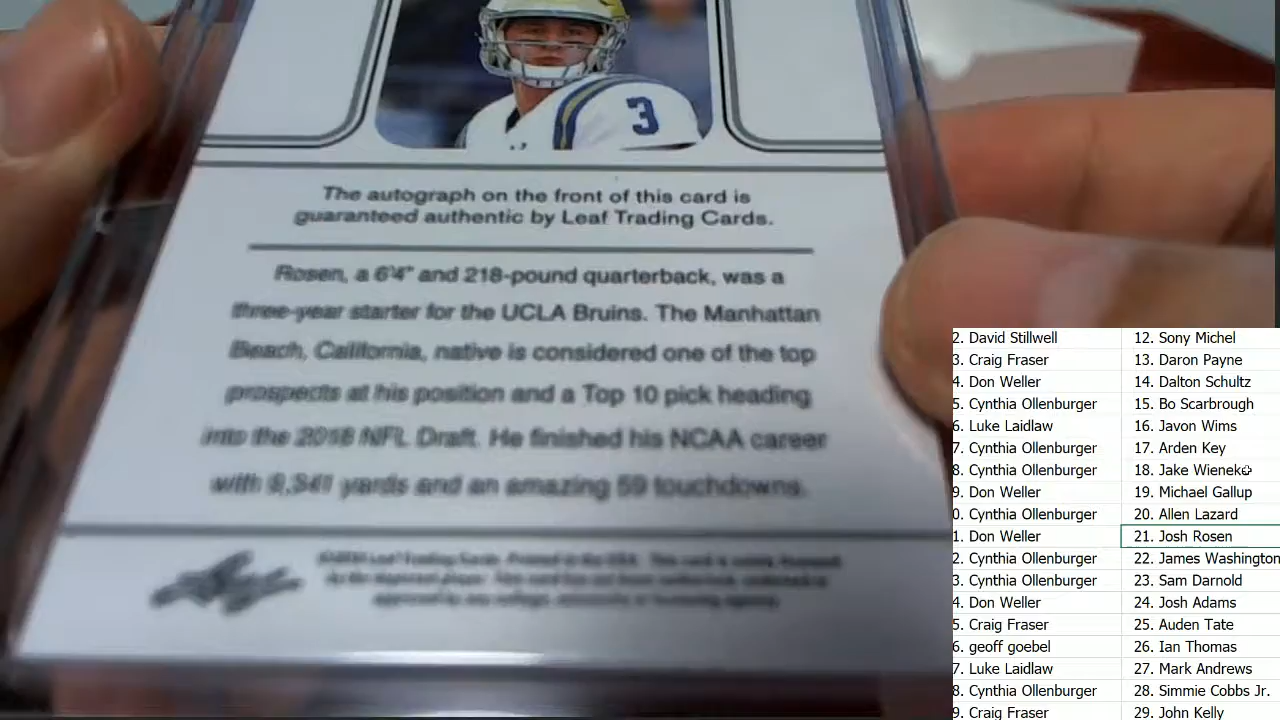 3
The autograph on the front of this card is
guaranteed authentic by Leaf Trading Cards.
Rosen, a 6'4" and 218-pound quarterback, was a
three-year starter for the UCLA Bruins. The Manhattan
Beach, California, native is considered one of the top
prospects at his position and a Top 10 pick heading
into the 2018 NFL Draft. He finished his NCAA career
with 9,341 yards and an amazing 59 touchdowns.
Leaf
2. David Stillwell 12. Sony Michel
3. Craig Fraser 13. Daron Payne
4. Don Weller 14. Dalton Schultz
5. Cynthia Ollenburger 15. Bo Scarbrough
6. Luke Laidlaw 16. Javon Wims
7. Cynthia Ollenburger 17. Arden Key
8. Cynthia Ollenburger 18. Jake Wieneke
9. Don Weller 19. Michael Gallup
0. Cynthia Ollenburger 20. Allen Lazard
1. Don Weller 21. Josh Rosen
2. Cynthia Ollenburger 22. James Washington
3. Cynthia Ollenburger 23. Sam Darnold
4. Don Weller 24. Josh Adams
5. Craig Fraser 25. Auden Tate
6. geoff goebel 26. Ian Thomas
7. Luke Laidlaw 27. Mark Andrews
8. Cynthia Ollenburger 28. Simmie Cobbs Jr.
9. Craig Fraser 29. John Kelly